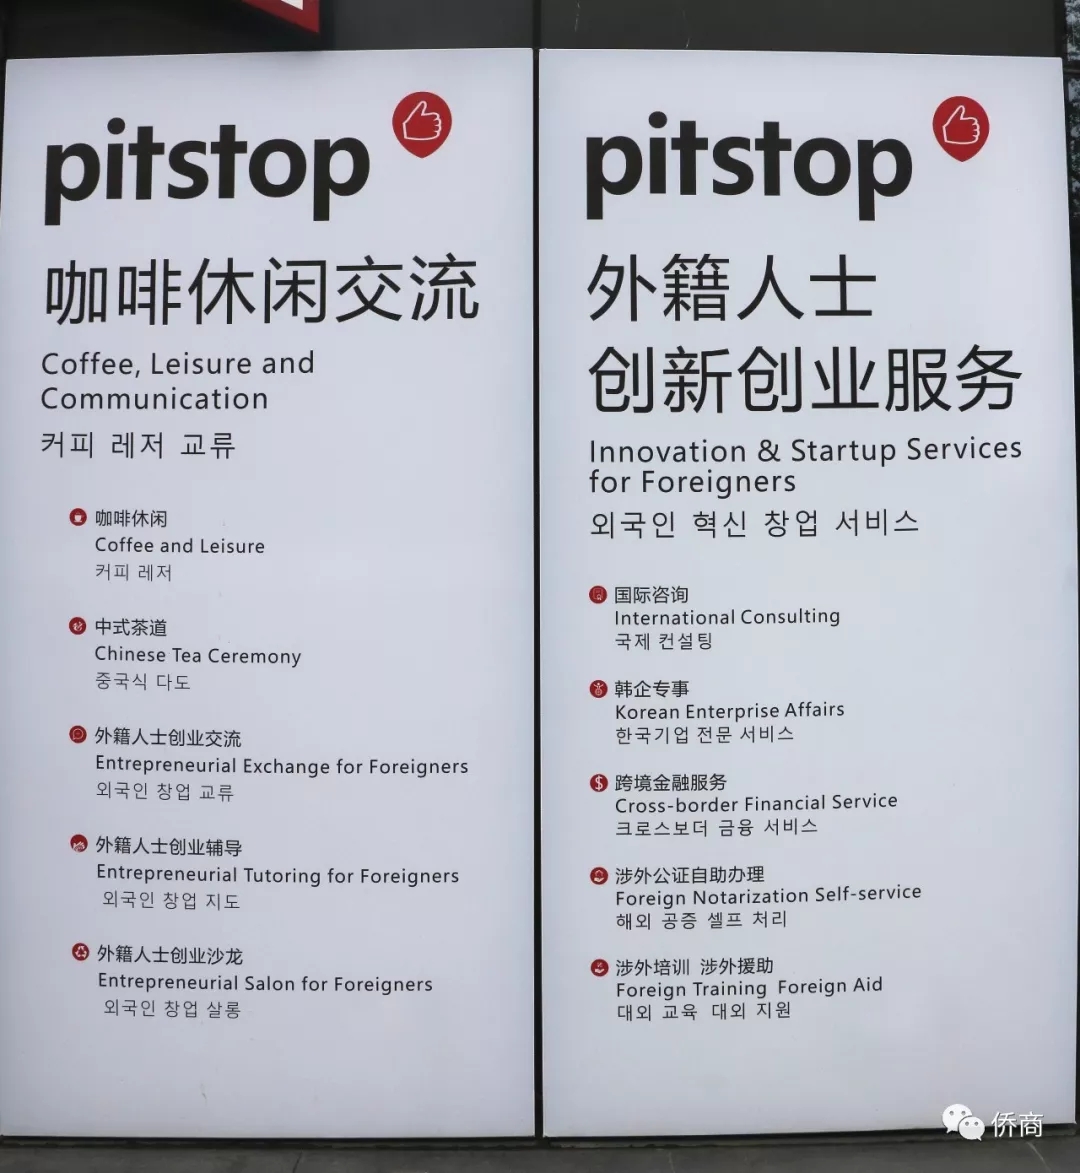 pitstop
咖啡休闲交流
Coffee, Leisure and
Communication
커피 레저 교류
咖啡休闲
Coffee and Leisure
커피 레저
中式茶道
Chinese Tea Ceremony
중국식 다도
外籍人士创业交流
Entrepreneurial Exchange for Foreigners
외국인 창업 교류
外籍人士创业辅导
Entrepreneurial Tutoring for Foreigners
외국인 창업 지도
外籍人士创业沙龙
Entrepreneurial Salon for Foreigners
외국인 창업 살롱
pitstop
外籍人士
创新创业服务
Innovation & Startup Services
for Foreigners
외국인 혁신 창업 서비스
国际咨询
International Consulting
국제 컨설팅
韩企专事
Korean Enterprise Affairs
한국기업 전문 서비스
跨境金融服务
Cross-border Financial Service
크로스보더 금융 서비스
涉外公证自助办理
Foreign Notarization Self-service
해외 공증 셀프 처리
涉外培训 涉外援助
Foreign Training Foreign Aid
대외 교육 대외 지원
侨商